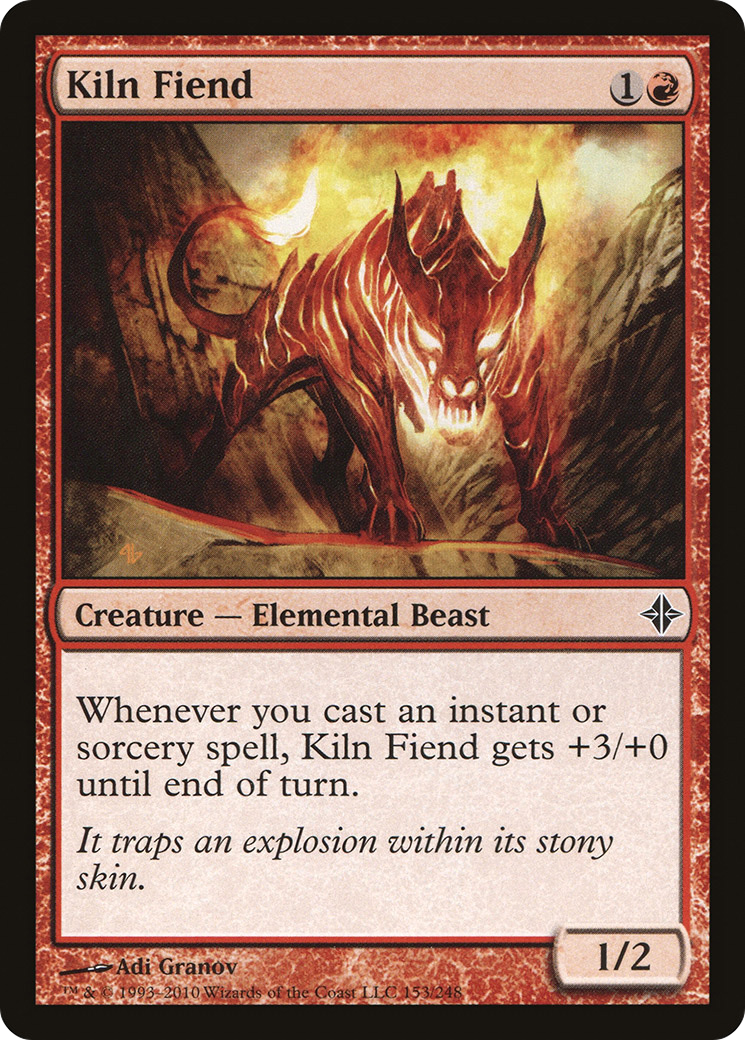 Kiln Fiend 1
Creature — Elemental Beast
Whenever you cast an instant or
sorcery spell, Kiln Fiend gets +3/+0
until end of turn.
It traps an explosion within its stony
skin.
1/2
Adi Granov
™ & © 1993–2010 Wizards of the Coast LLC 153/248